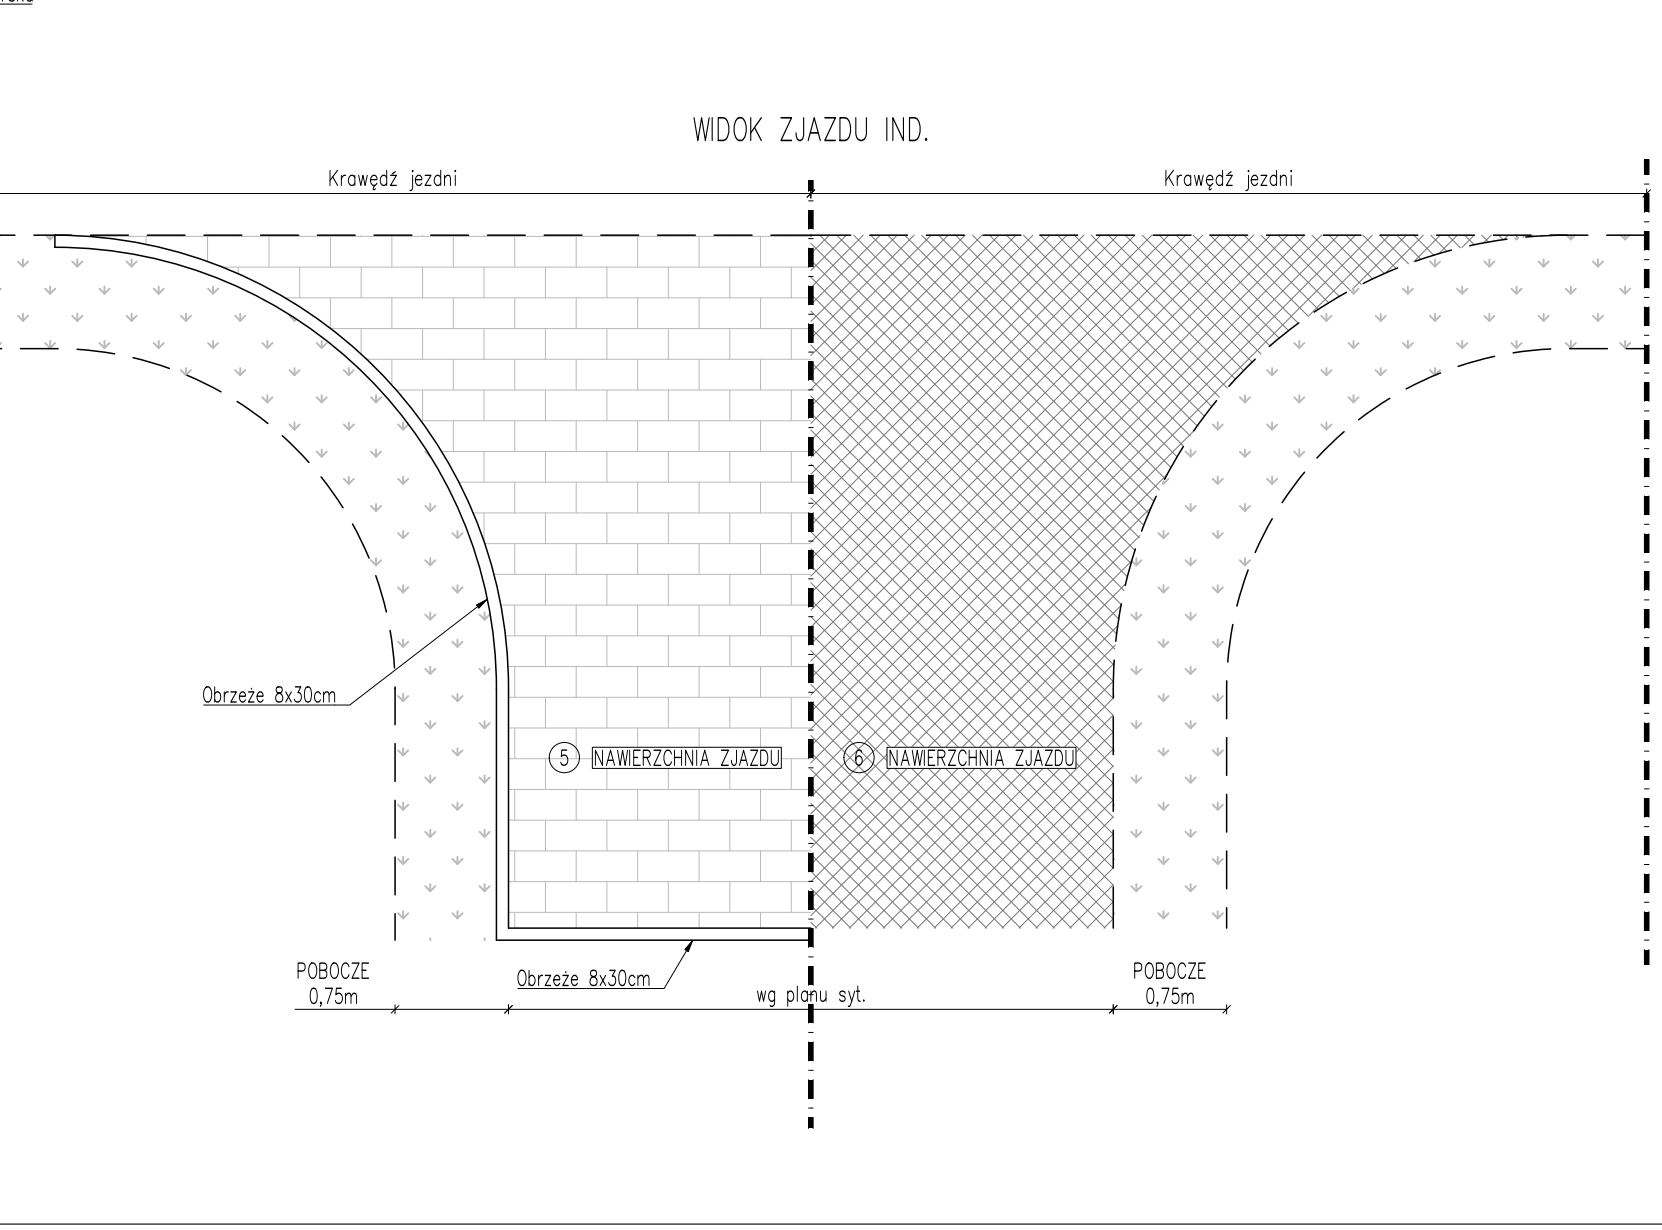 WIDOK ZJAZDU IND.
Krawędź jezdni
Krawędź jezdni
Obrzeże 8x30cm
5 NAWIERZCHNIA ZJAZDU
6 NAWIERZCHNIA ZJAZDU
POBOCZE
0,75m
Obrzeże 8x30cm
wg planu syt.
POBOCZE
0,75m